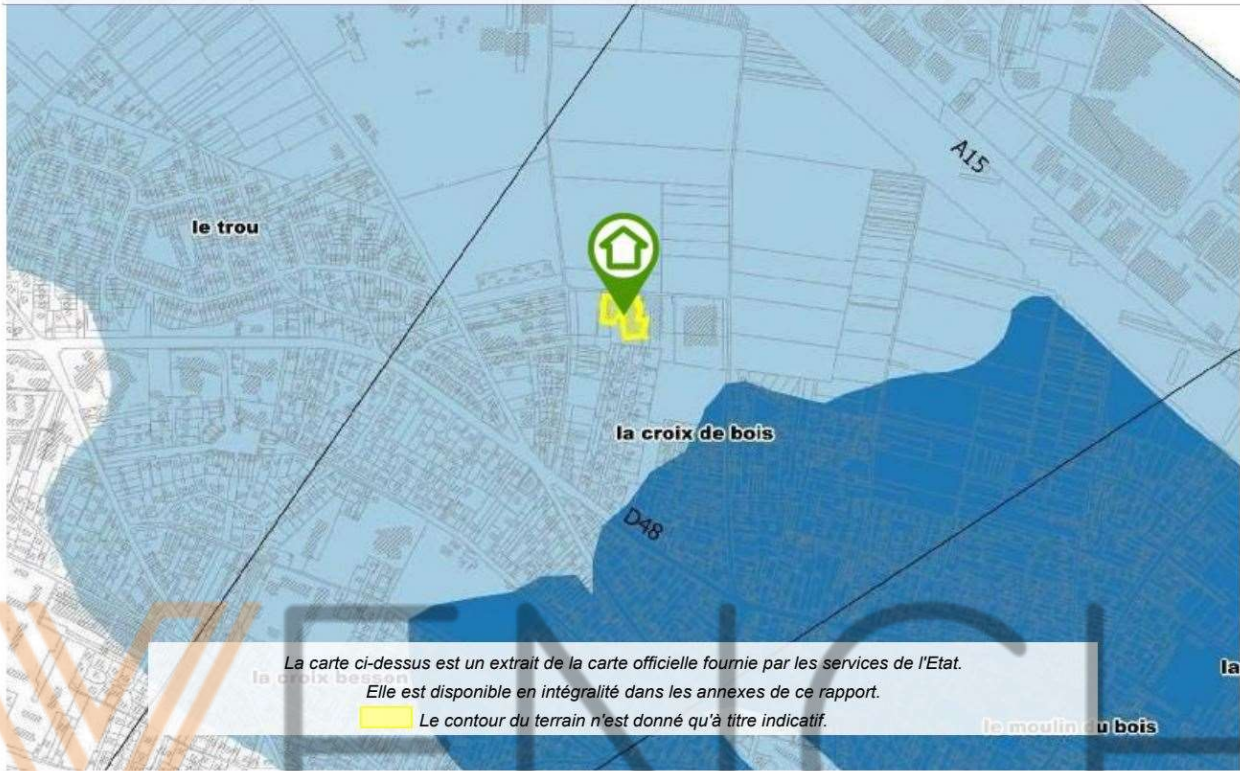 A15
le trou
la croix de bois
D48
La carte ci-dessus est un extrait de la carte officielle fournie par les services de l'Etat.
la
la croix besson
Elle est disponible en intégralité dans les annexes de ce rapport.
Le contour du terrain n'est donné qu'à titre indicatif.
le moulin du bois